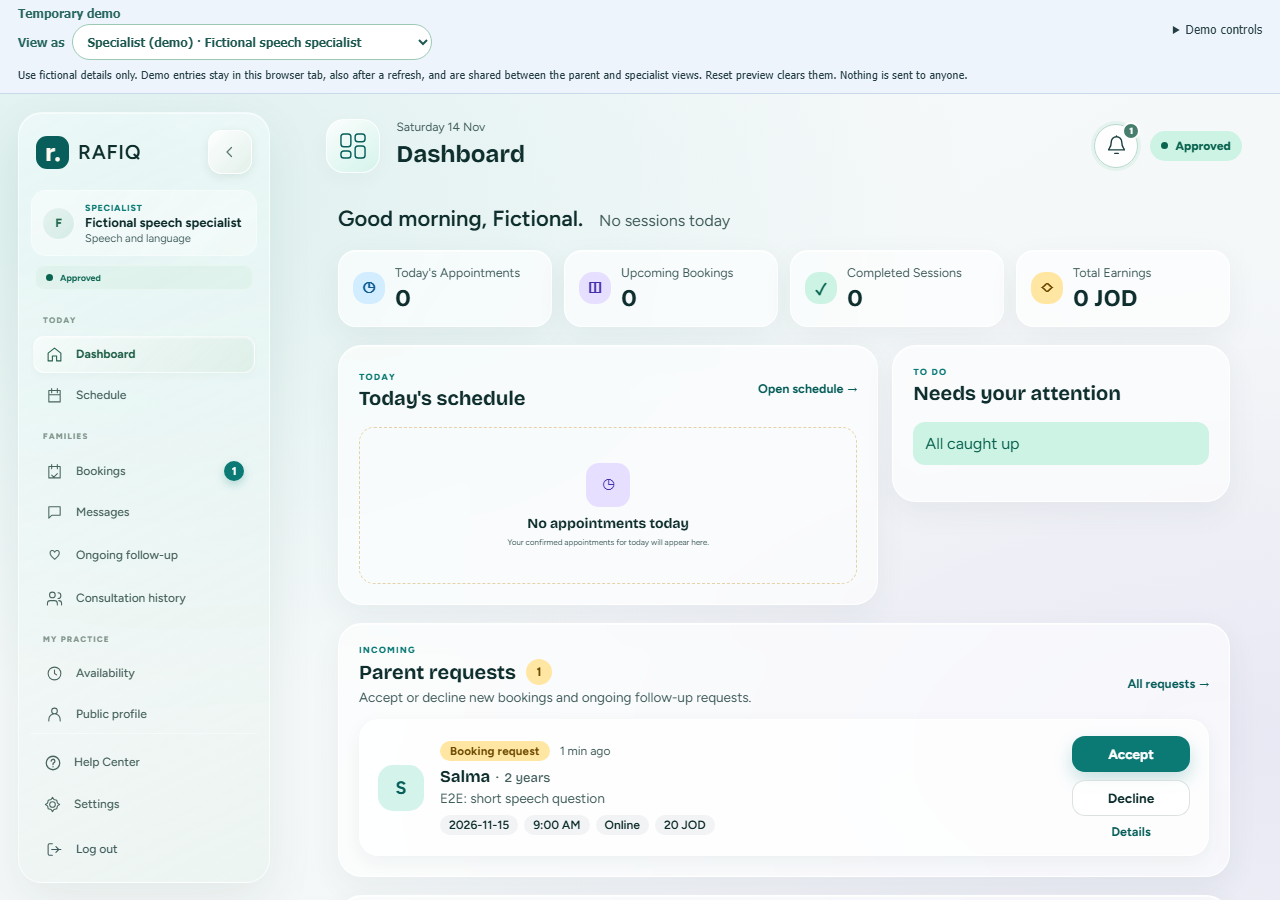 Temporary demo
View as
Specialist (demo) · Fictional speech specialist
▶ Demo controls
Use fictional details only. Demo entries stay in this browser tab, also after a refresh, and are shared between the parent and specialist views. Reset preview clears them. Nothing is sent to anyone.
r. RAFIQ
F
SPECIALIST
Fictional speech specialist
Speech and language
Approved
TODAY
Dashboard
Schedule
FAMILIES
Bookings 1
Messages
Ongoing follow-up
Consultation history
MY PRACTICE
Availability
Public profile
Help Center
Settings
Log out
Saturday 14 Nov
Dashboard
1
Approved
Good morning, Fictional. No sessions today
Today's Appointments
0
Upcoming Bookings
0
Completed Sessions
0
Total Earnings
0 JOD
TODAY
Today's schedule
Open schedule →
No appointments today
Your confirmed appointments for today will appear here.
TO DO
Needs your attention
All caught up
INCOMING
Parent requests 1
Accept or decline new bookings and ongoing follow-up requests.
All requests →
S
Booking request 1 min ago
Salma · 2 years
E2E: short speech question
2026-11-15 9:00 AM Online 20 JOD
Accept
Decline
Details